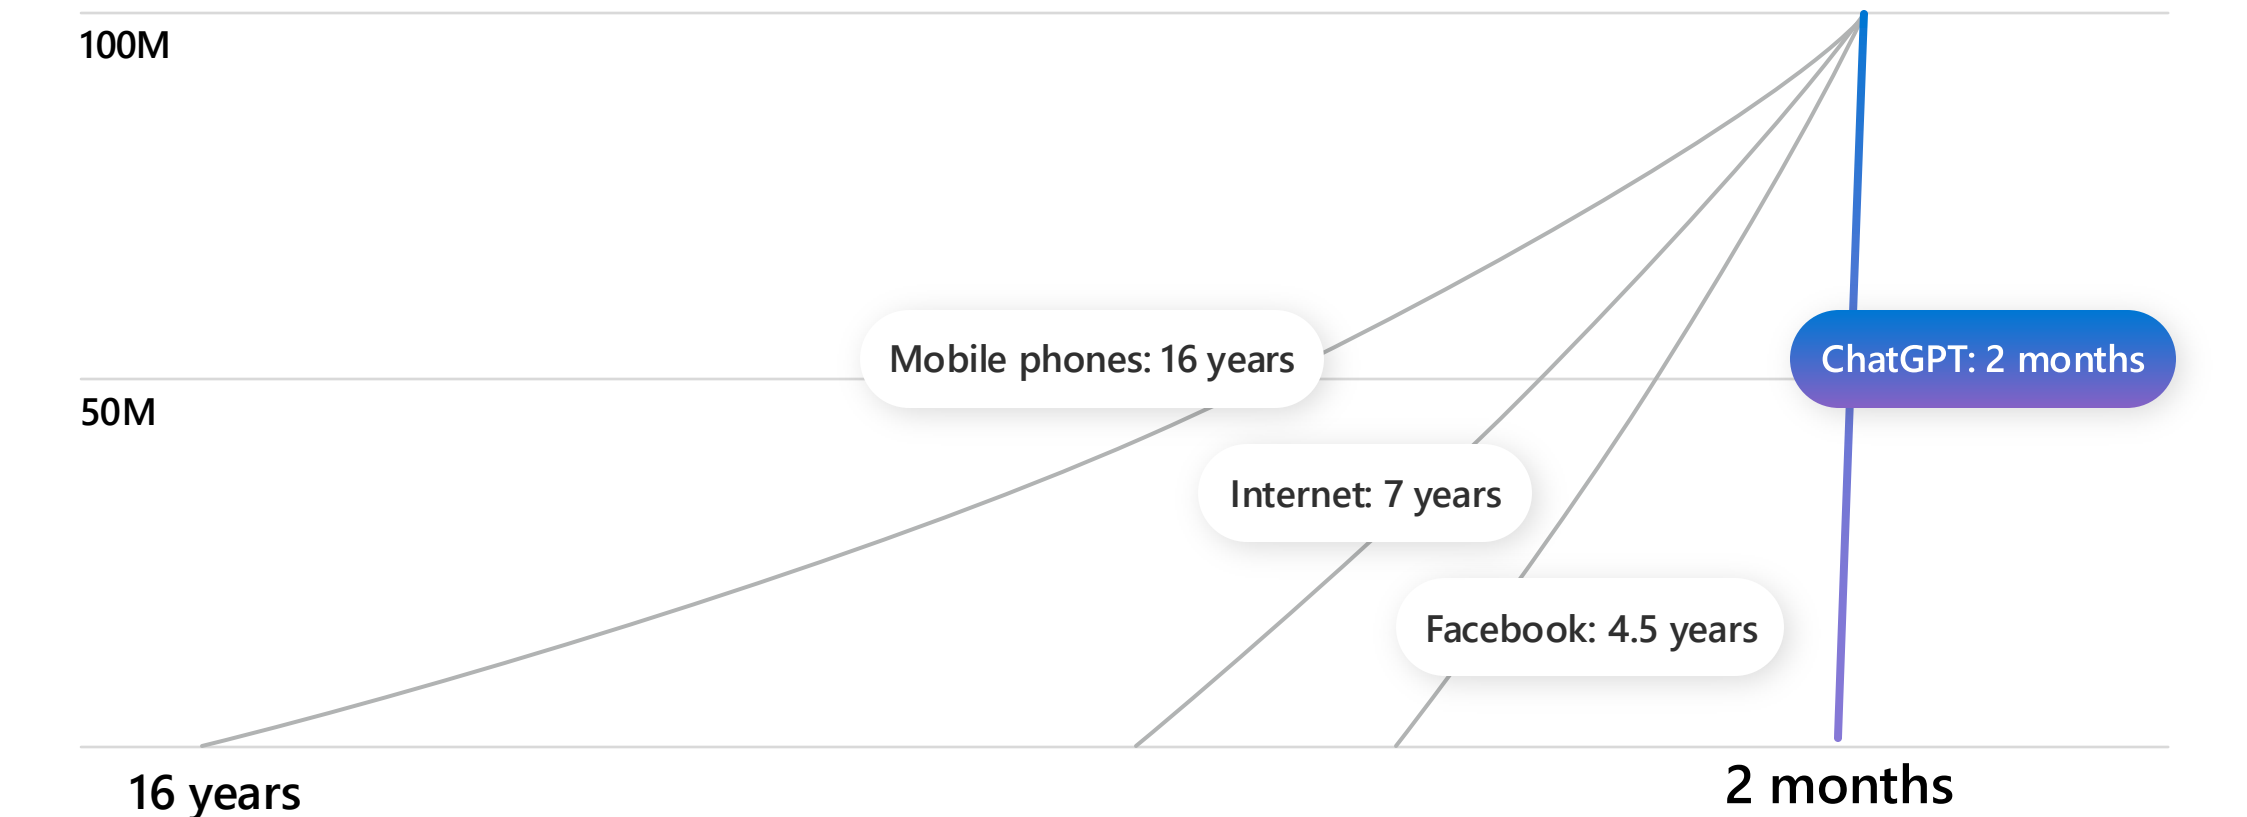 100M
Mobile phones: 16 years
ChatGPT: 2 months
50M
Internet: 7 years
Facebook: 4.5 years
16 years
2 months